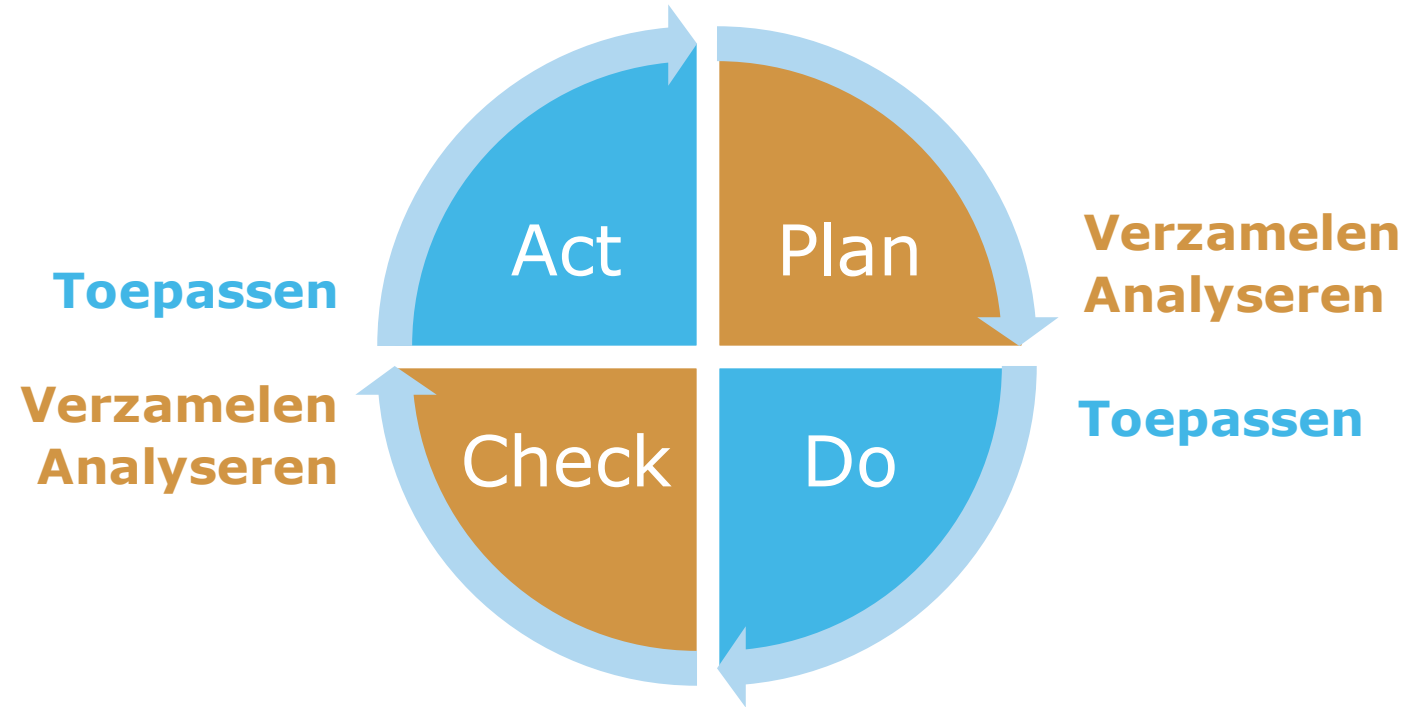 Act
Plan
Verzamelen
Analyseren
Toepassen
Verzamelen
Analyseren
Toepassen
Check
Do